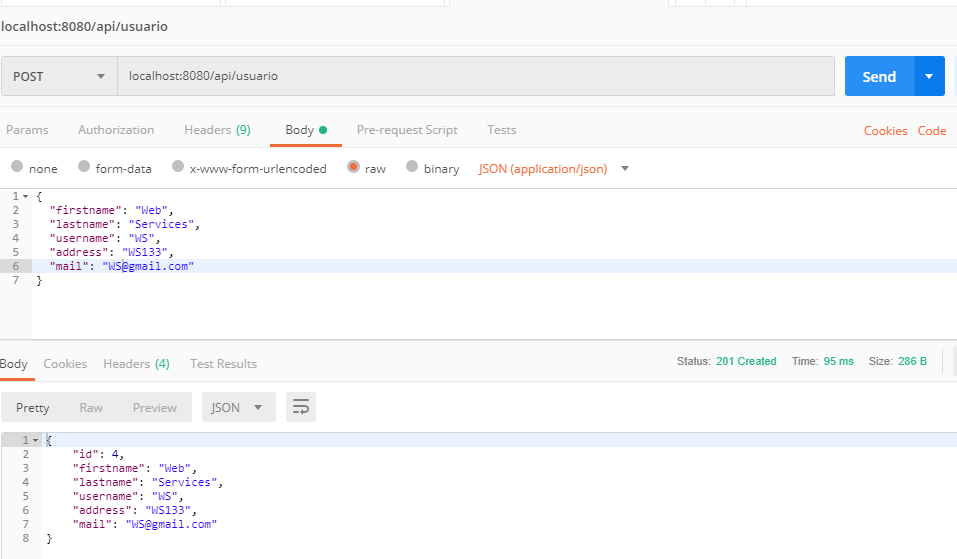 localhost:8080/api/usuario
POST localhost:8080/api/usuario Send
Params Authorization Headers (9) Body Pre-request Script Tests Cookies Code
none form-data x-www-form-urlencoded raw binary JSON (application/json)
1 {
2 "firstname": "Web",
3 "lastname": "Services",
4 "username": "WS",
5 "address": "WS133",
6 "mail": "WS@gmail.com"
7 }
Body Cookies Headers (4) Test Results Status: 201 Created Time: 95 ms Size: 286 B
Pretty Raw Preview JSON
1 {
2 "id": 4,
3 "firstname": "Web",
4 "lastname": "Services",
5 "username": "WS",
6 "address": "WS133",
7 "mail": "WS@gmail.com"
8 }